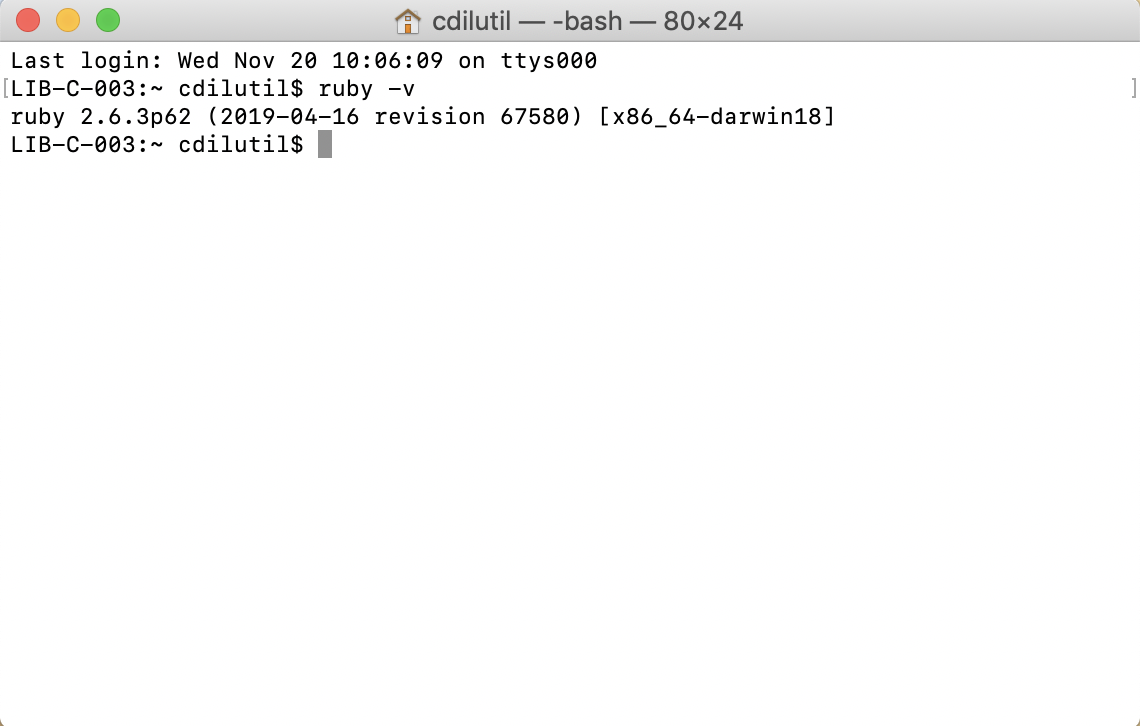 cdilutil — -bash — 80×24
Last login: Wed Nov 20 10:06:09 on ttys000
[LIB-C-003:~ cdilutil$ ruby -v ]
ruby 2.6.3p62 (2019-04-16 revision 67580) [x86_64-darwin18]
LIB-C-003:~ cdilutil$